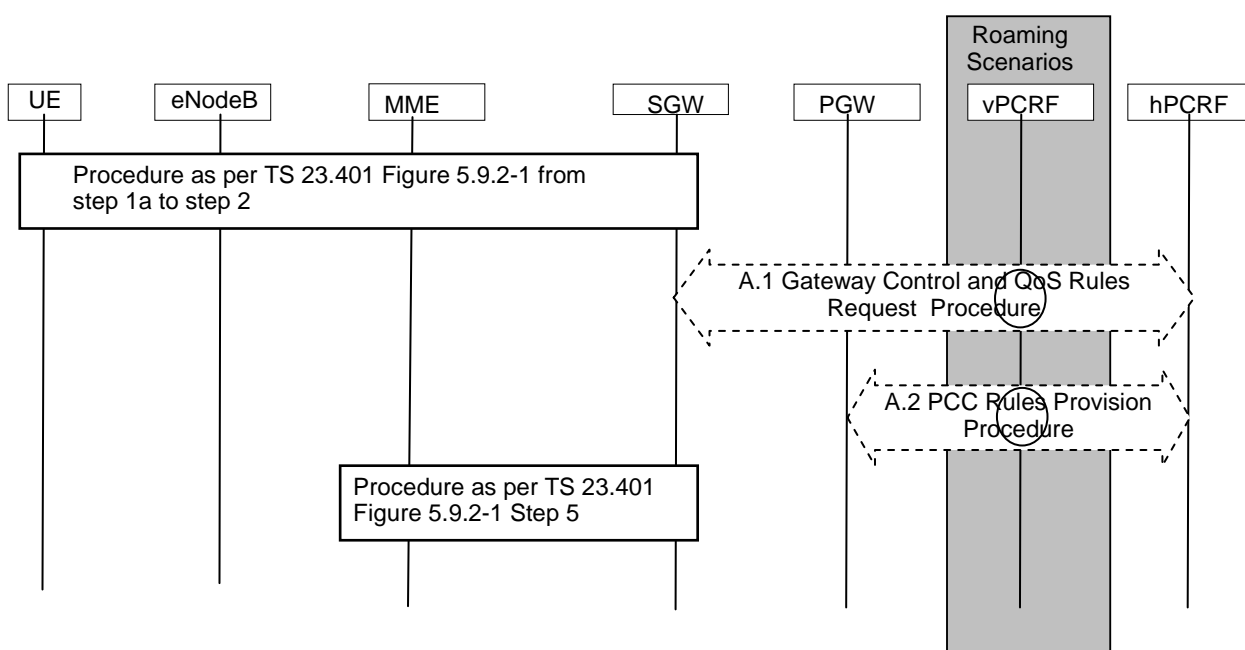 Roaming
Scenarios
UE
eNodeB
MME
SGW
PGW
vPCRF
hPCRF
Procedure as per TS 23.401 Figure 5.9.2-1 from
step 1a to step 2
A.1 Gateway Control and QoS Rules
Request Procedure
A.2 PCC Rules Provision
Procedure
Procedure as per TS 23.401
Figure 5.9.2-1 Step 5